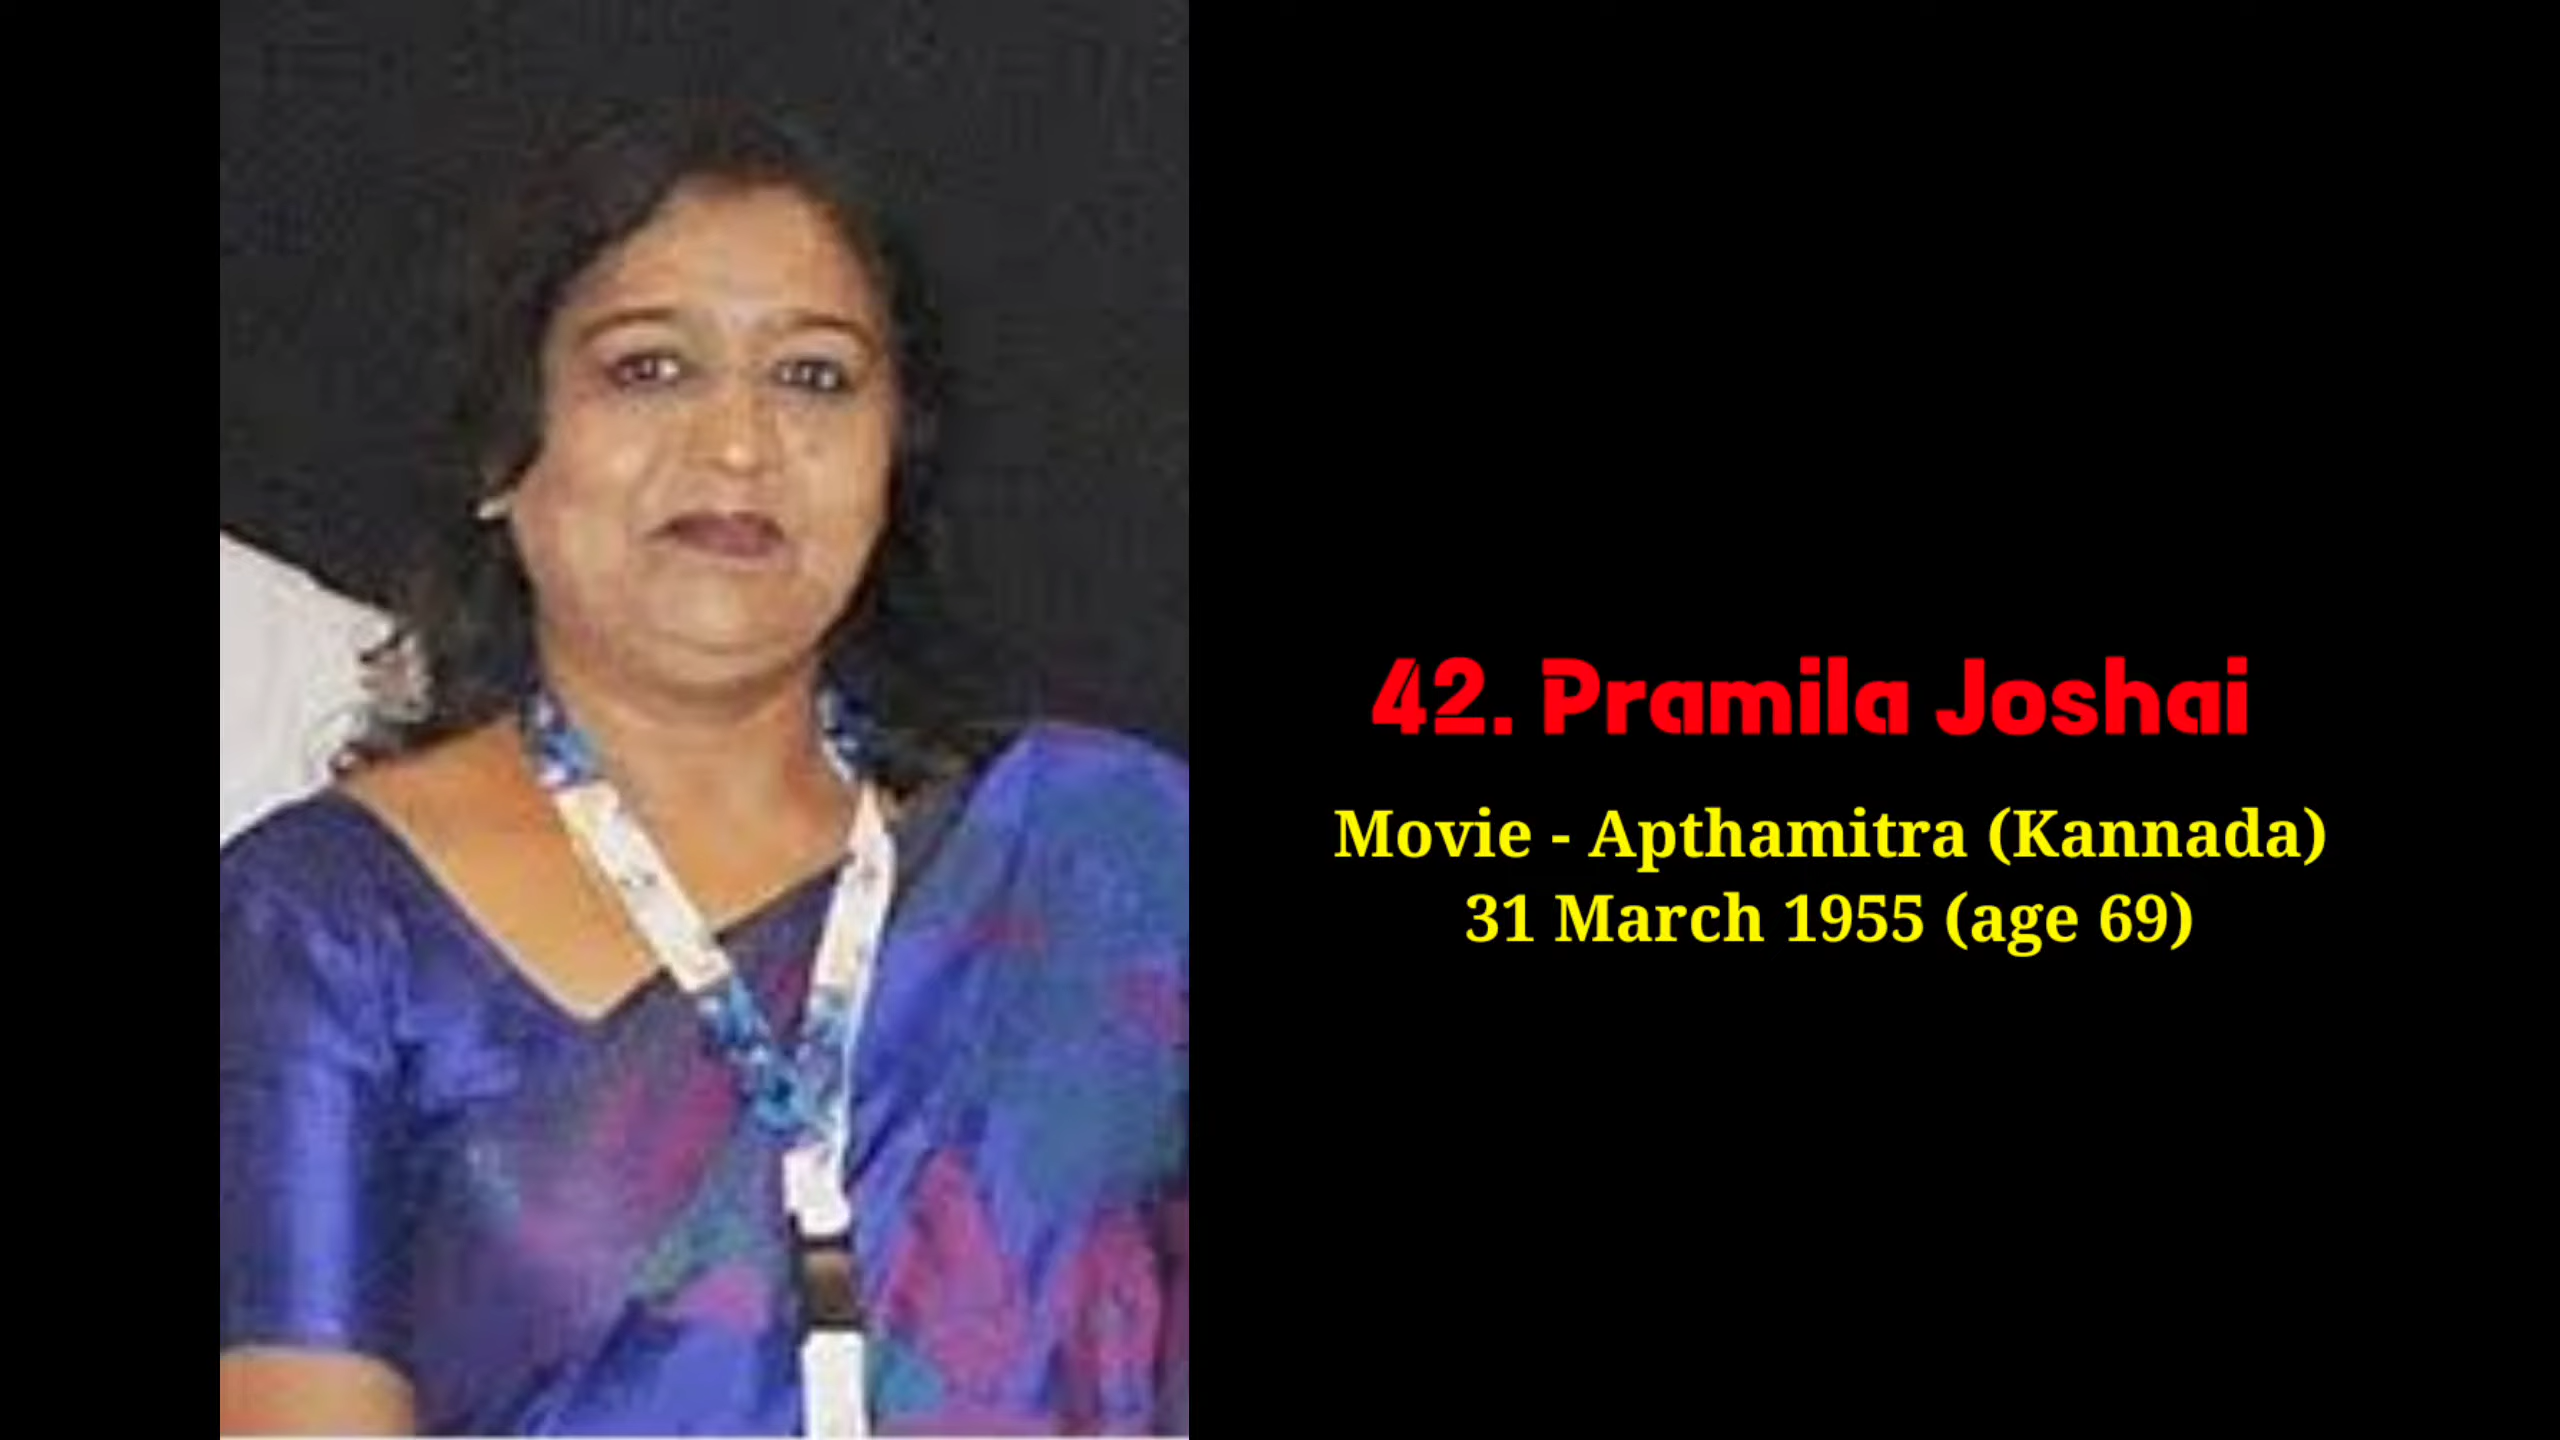 42. Pramila Joshai
Movie - Apthamitra (Kannada)
31 March 1955 (age 69)